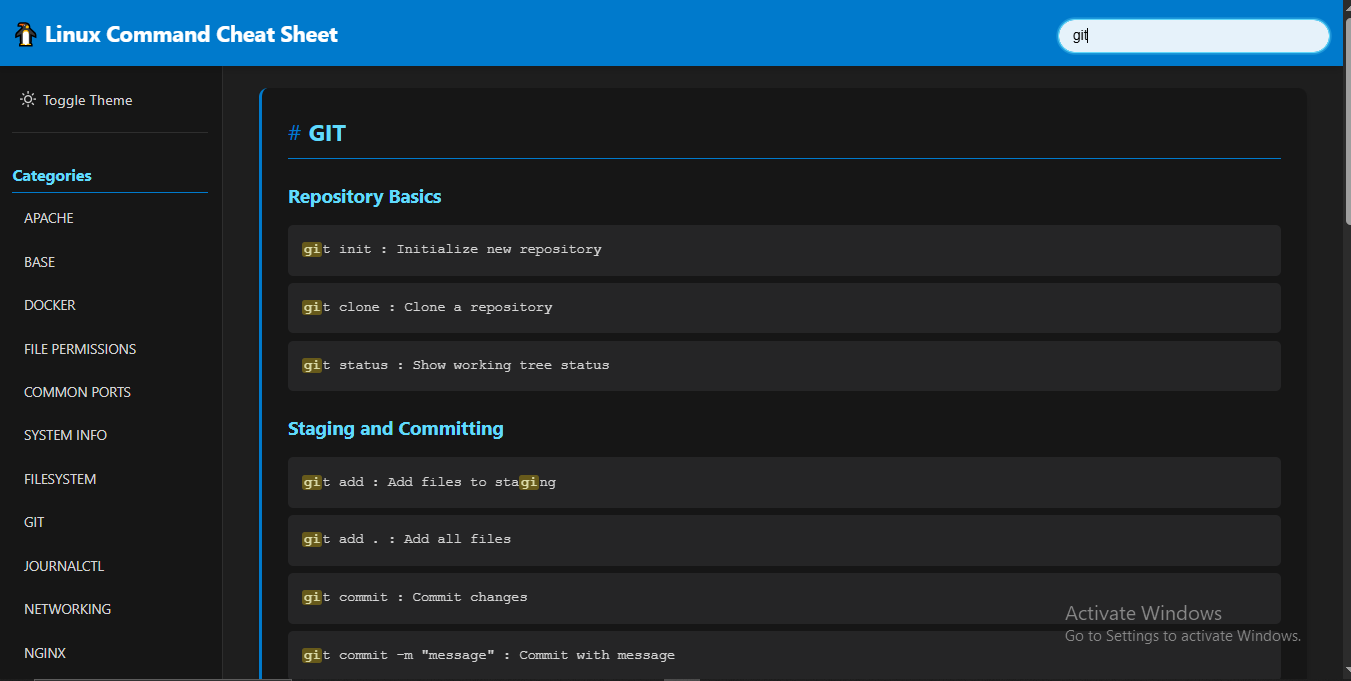 Linux Command Cheat Sheet
git
Toggle Theme
Categories
APACHE
BASE
DOCKER
FILE PERMISSIONS
COMMON PORTS
SYSTEM INFO
FILESYSTEM
GIT
JOURNALCTL
NETWORKING
NGINX
# GIT
Repository Basics
git init : Initialize new repository
git clone : Clone a repository
git status : Show working tree status
Staging and Committing
git add : Add files to staging
git add . : Add all files
git commit : Commit changes
git commit -m "message" : Commit with message
Activate Windows
Go to Settings to activate Windows.